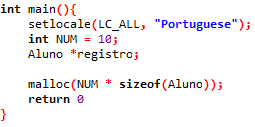 int main(){
setlocale(LC_ALL, "Portuguese");
int NUM = 10;
Aluno *registro;
malloc(NUM * sizeof(Aluno));
return 0
}